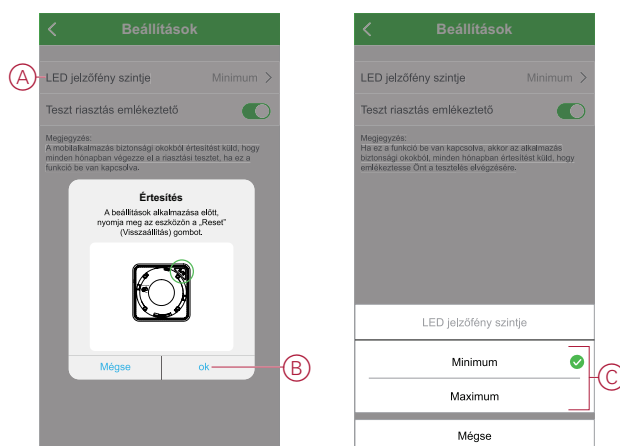 Beállítások
A
LED jelzőfény szintje Minimum
Teszt riasztás emlékeztető
Megjegyzés:
A mobilalkalmazás biztonsági okokból értesítést küld, hogy
minden hónapban végezze el a riasztási tesztet, ha ez a
funkció be van kapcsolva.
Értesítés
A beállítások alkalmazása előtt,
nyomja meg az eszközön a „Reset”
(Visszaállítás) gombot.
Mégse ok
B
Beállítások
LED jelzőfény szintje Minimum
Teszt riasztás emlékeztető
Megjegyzés:
Ha ez a funkció be van kapcsolva, akkor az alkalmazás
biztonsági okokból, minden hónapban értesítést küld, hogy
emlékeztesse Önt a tesztelés elvégzésére.
LED jelzőfény szintje
Minimum
Maximum
C
Mégse